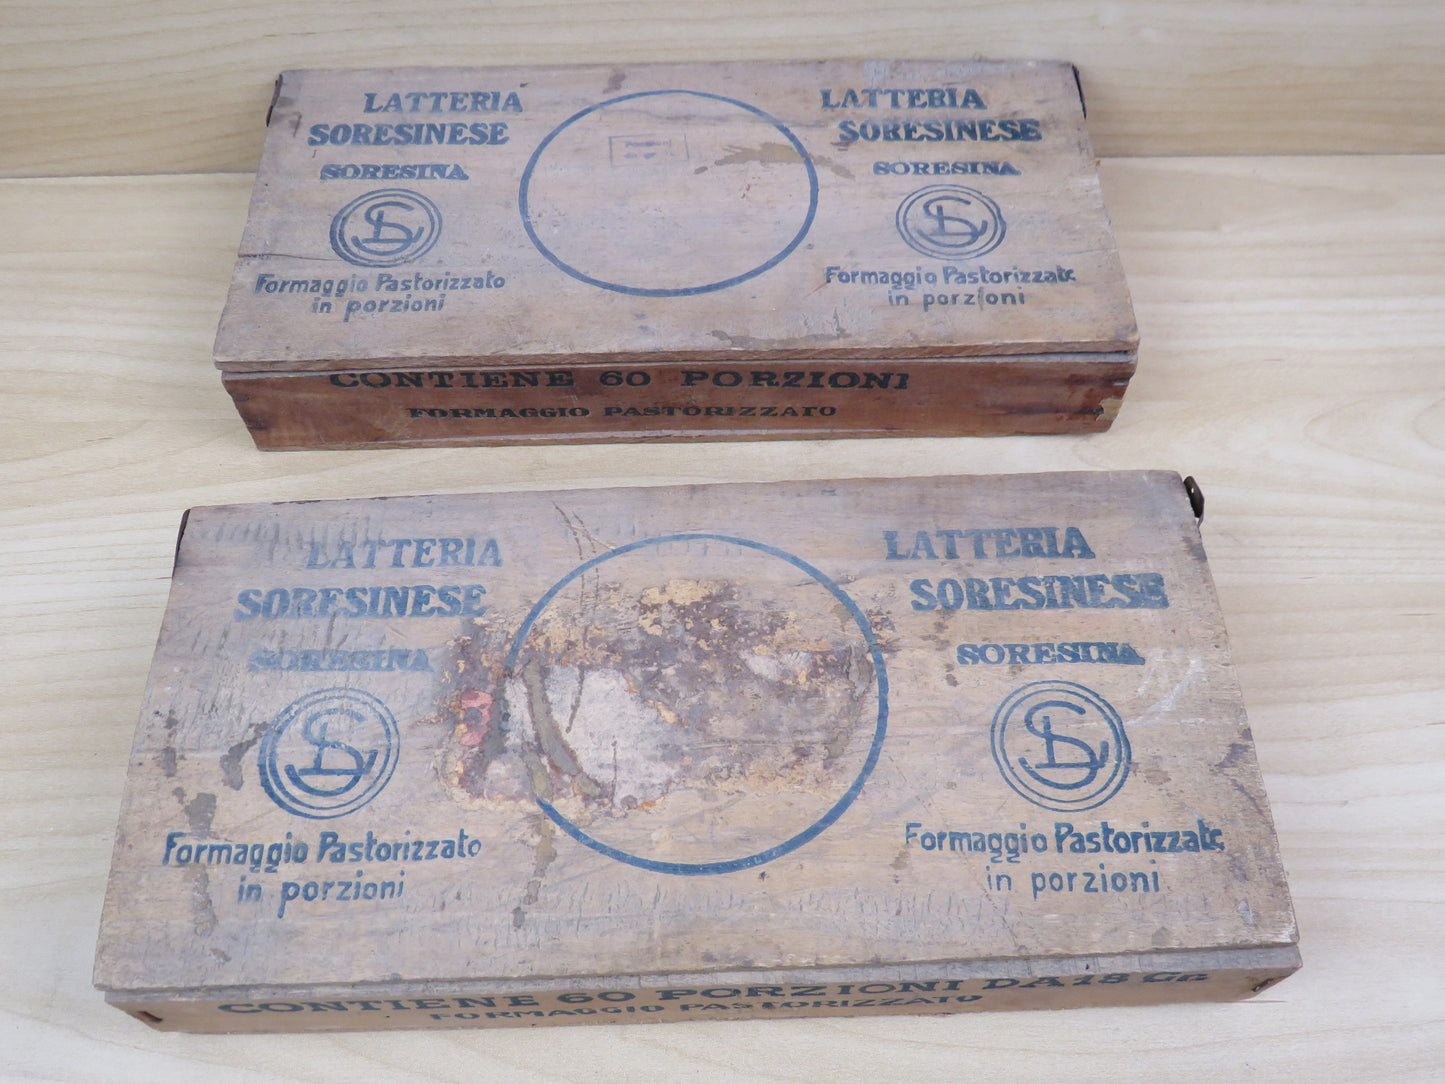 LATTERIA
SORESINESE
SORESINA
SL
Formaggio Pastorizzato
in porzioni
LATTERIA
SORESINESE
SORESINA
SL
Formaggio Pastorizzato
in porzioni
CONTIENE 60 PORZIONI
FORMAGGIO PASTORIZZATO
LATTERIA
SORESINESE
SORESINA
SL
Formaggio Pastorizzato
in porzioni
LATTERIA
SORESINESE
SORESINA
SL
Formaggio Pastorizzato
in porzioni
CONTIENE 60 PORZIONI DA 18 Gr.
FORMAGGIO PASTORIZZATO